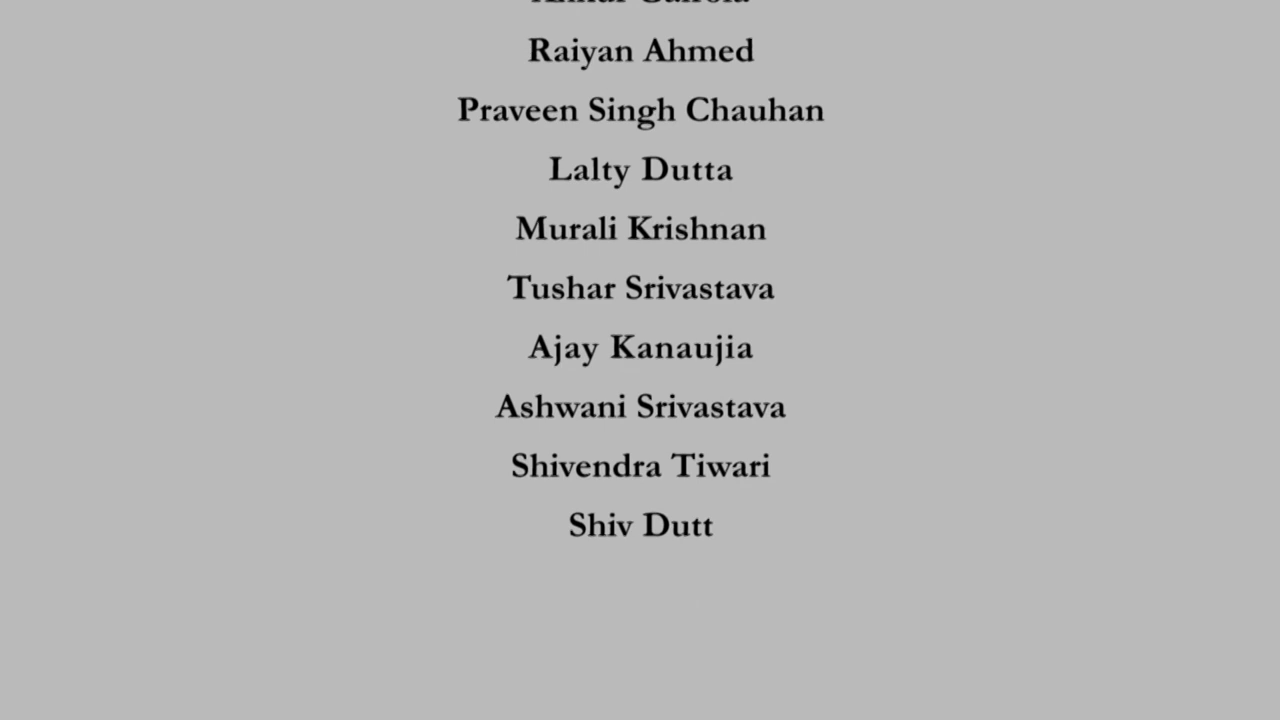 Raiyan Ahmed
Praveen Singh Chauhan
Lalty Dutta
Murali Krishnan
Tushar Srivastava
Ajay Kanaujia
Ashwani Srivastava
Shivendra Tiwari
Shiv Dutt